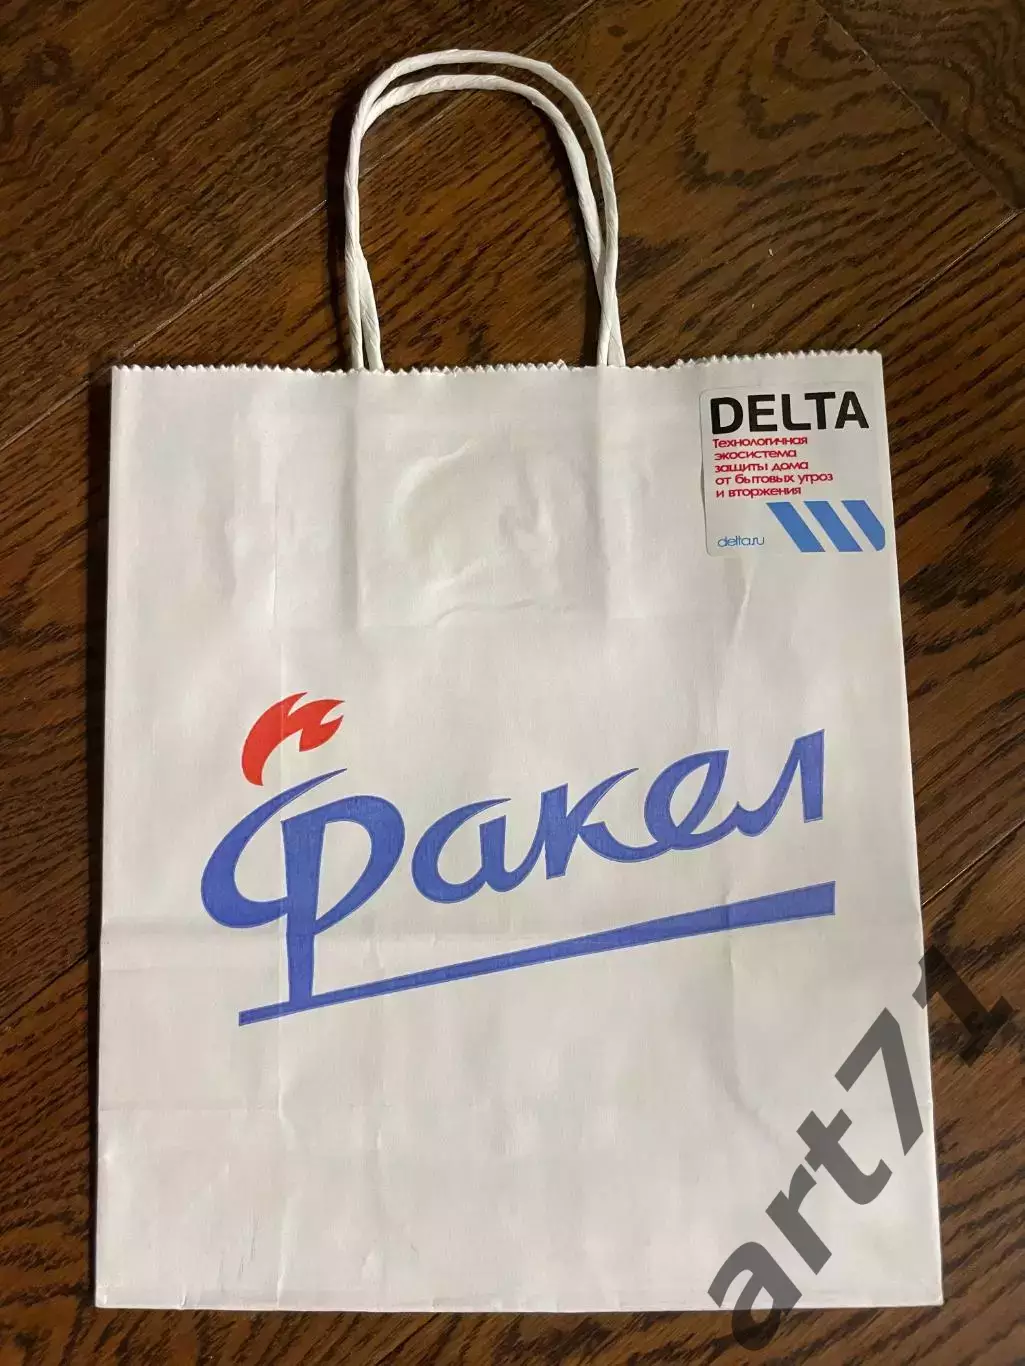 DELTA
Технологичная
экосистема
защиты дома
от бытовых угроз
и вторжения
delta.ru
Факел
art71